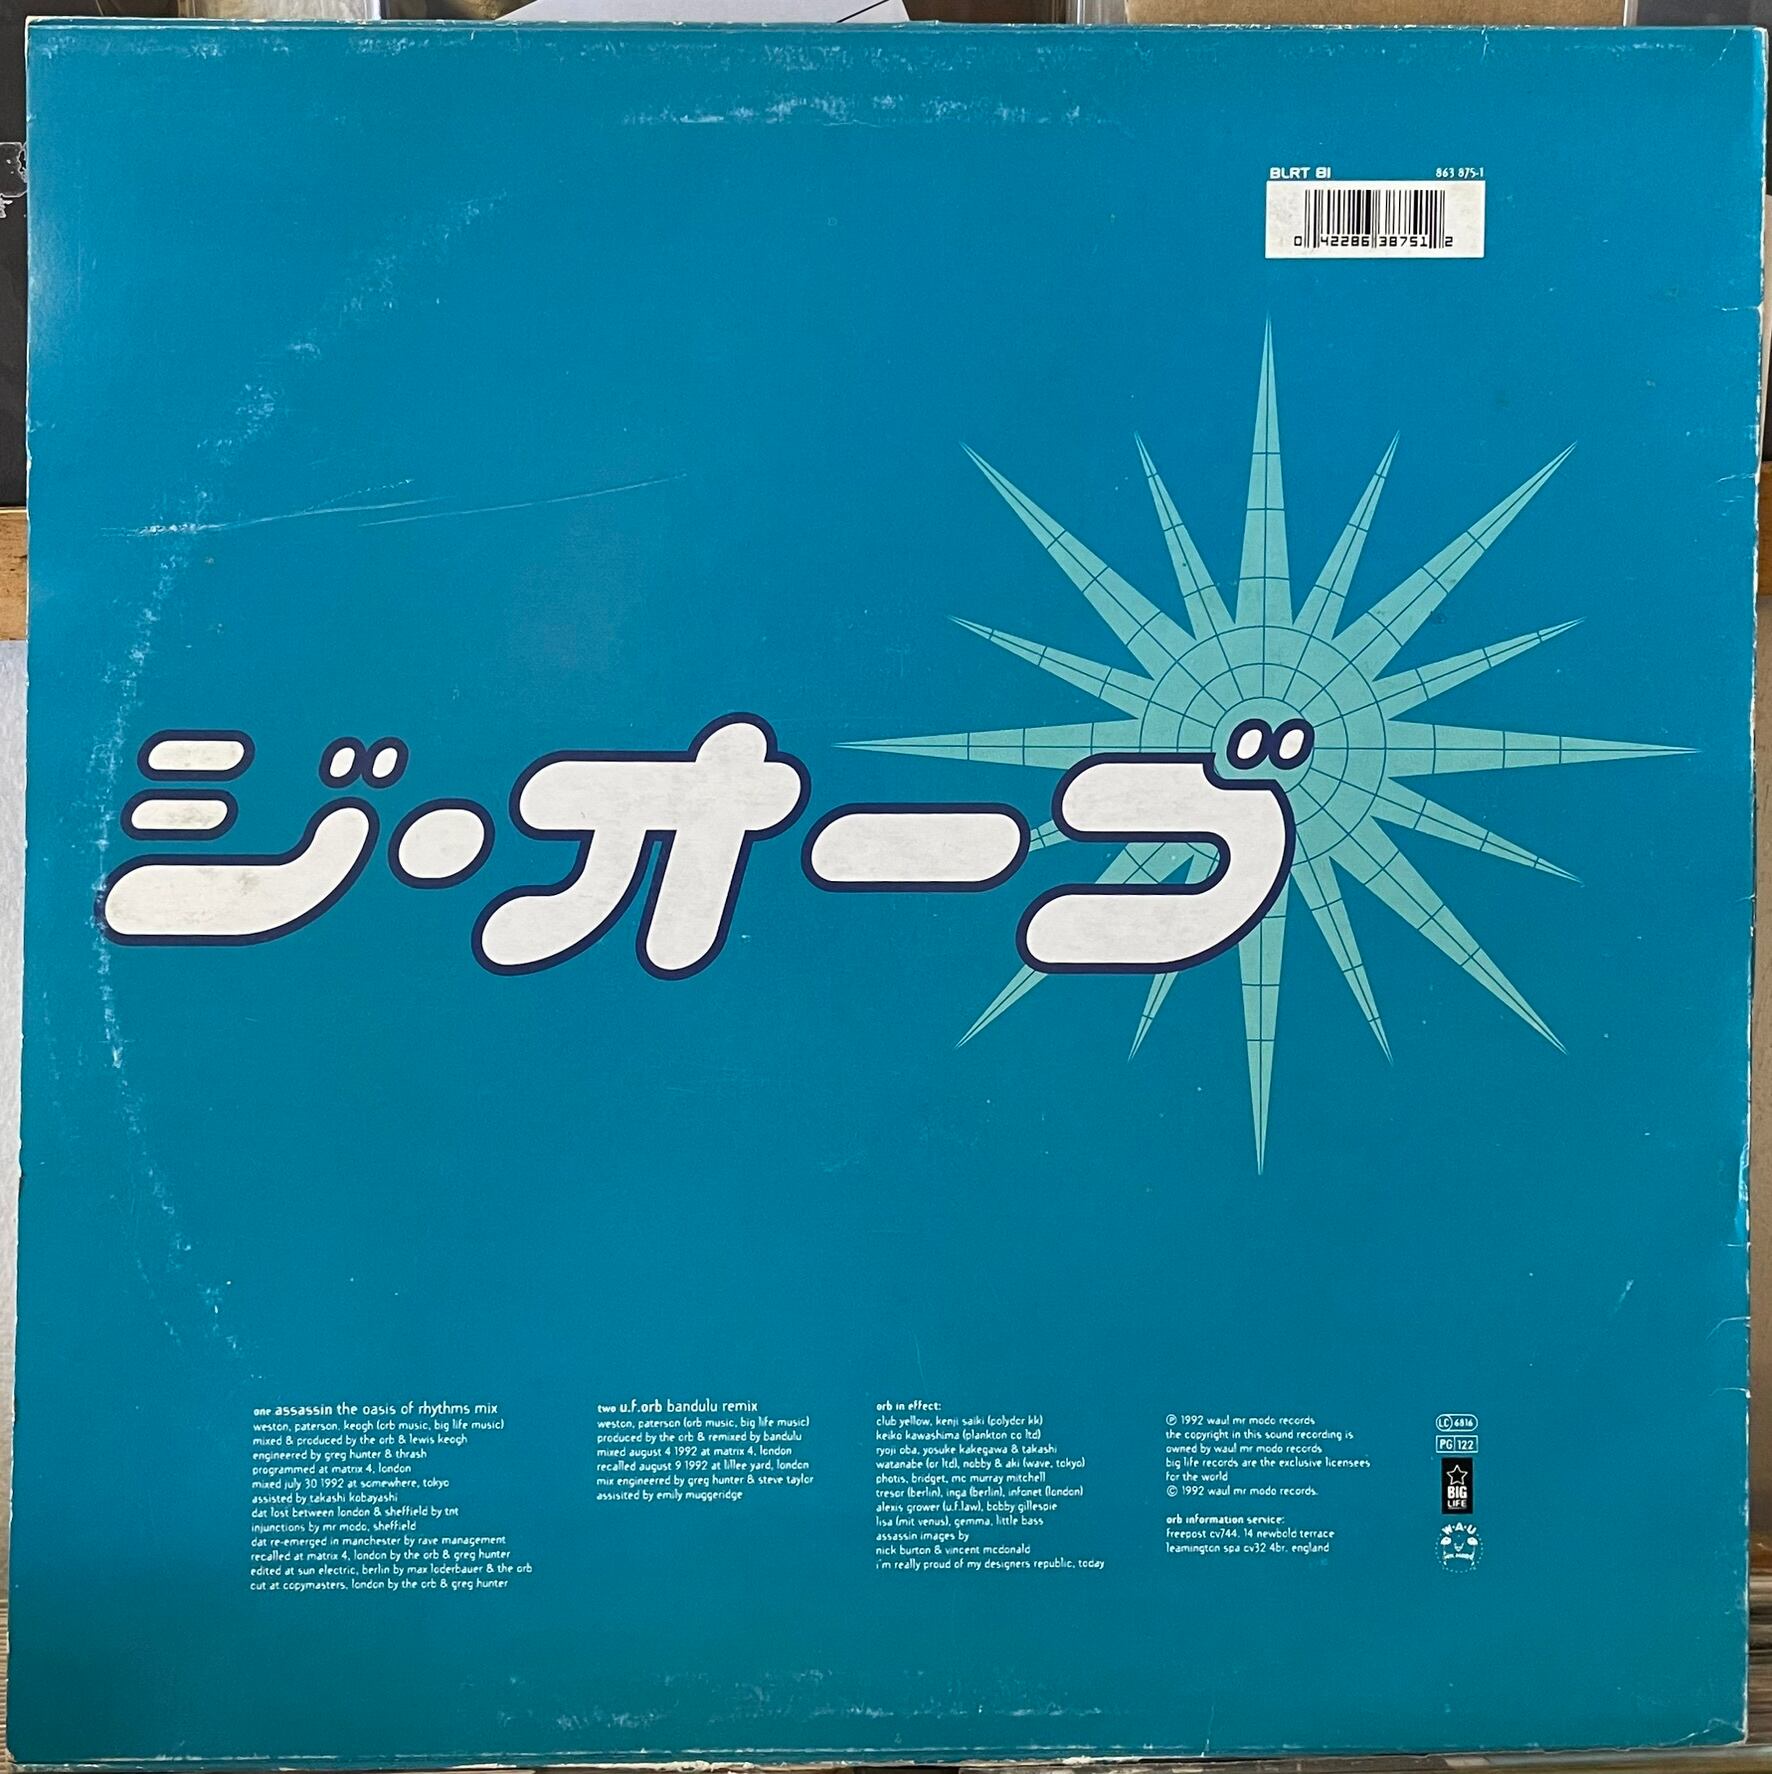 BLRT 81
863 875-1
0 42286 38751 2
ジ・オーブ
one assassin the oasis of rhythms mix
weston, paterson, keogh (orb music, big life music)
mixed & produced by the orb & lewis keogh
engineered by greg hunter & thrash
programmed at matrix 4, london
mixed july 30 1992 at somewhere, tokyo
assisted by takashi kobayashi
dat lost between london & sheffield by tnt
injunctions by mr modo, sheffield
dat re-emerged in manchester by rave management
recalled at matrix 4, london by the orb & greg hunter
edited at sun electric, berlin by max loderbauer & the orb
cut at copymasters, london by the orb & greg hunter
two u.f.orb bandulu remix
weston, paterson (orb music, big life music)
produced by the orb & remixed by bandulu
mixed august 4 1992 at matrix 4, london
recalled august 9 1992 at lillee yard, london
mix engineered by greg hunter & steve taylor
assisited by emily muggeridge
orb in effect:
club yellow, kenji saiki (polydor kk)
keiko kawashima (plankton co ltd)
ryoji oba, yosuke kakegawa & takashi
watanabe (or ltd), nobby & aki (wave, tokyo)
photis, bridget, mc murray mitchell
tresor (berlin), inga (berlin), infonet (london)
alexis grower (u.f.law), bobby gillespie
lisa (mit venus), gemma, little bass
assassin images by
nick burton & vincent mcdonald
i'm really proud of my designers republic, today
℗ 1992 wau! mr modo records
the copyright in this sound recording is
owned by wau! mr modo records
big life records are the exclusive licensees
for the world
© 1992 wau! mr modo records.
orb information service:
freepost cv744, 14 newbold terrace
leamington spa cv32 4br. england
LC 6816
PG 122
BIG
LIFE
W.A.U